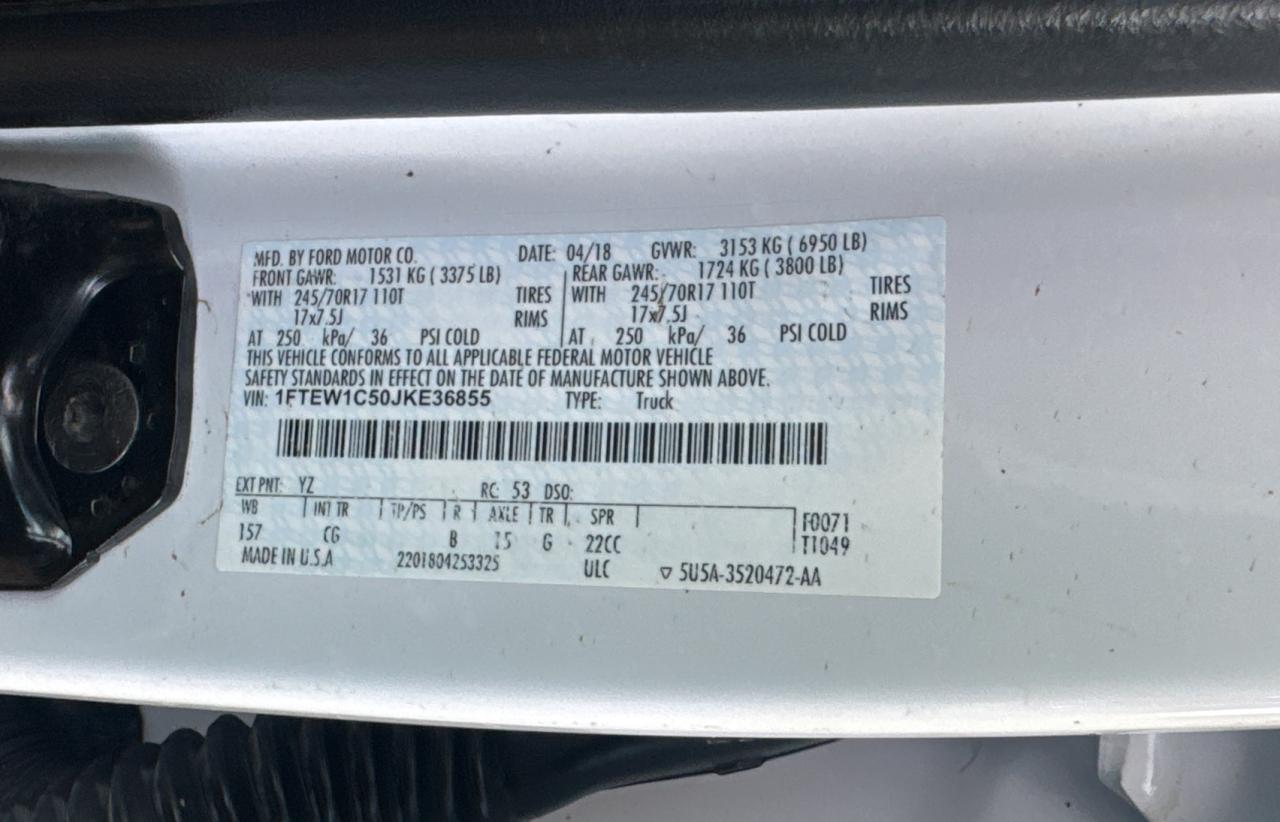 MFD. BY FORD MOTOR CO. DATE: 04/18 GVWR: 3153 KG ( 6950 LB)
FRONT GAWR: 1531 KG ( 3375 LB) REAR GAWR: 1724 KG ( 3800 LB)
WITH 245/70R17 110T TIRES WITH 245/70R17 110T TIRES
17x7.5J RIMS 17x7.5J RIMS
AT 250 kPa/ 36 PSI COLD AT 250 kPa/ 36 PSI COLD
THIS VEHICLE CONFORMS TO ALL APPLICABLE FEDERAL MOTOR VEHICLE
SAFETY STANDARDS IN EFFECT ON THE DATE OF MANUFACTURE SHOWN ABOVE.
VIN: 1FTEW1C50JKE36855 TYPE: Truck
EXT PNT: YZ RC: 53 DSO:
WB INT TR TP/PS R AXLE TR SPR F0071
157 CG B 15 G 22CC T1049
MADE IN U.S.A 2201804253325 ULC ▽ 5U5A-3520472-AA